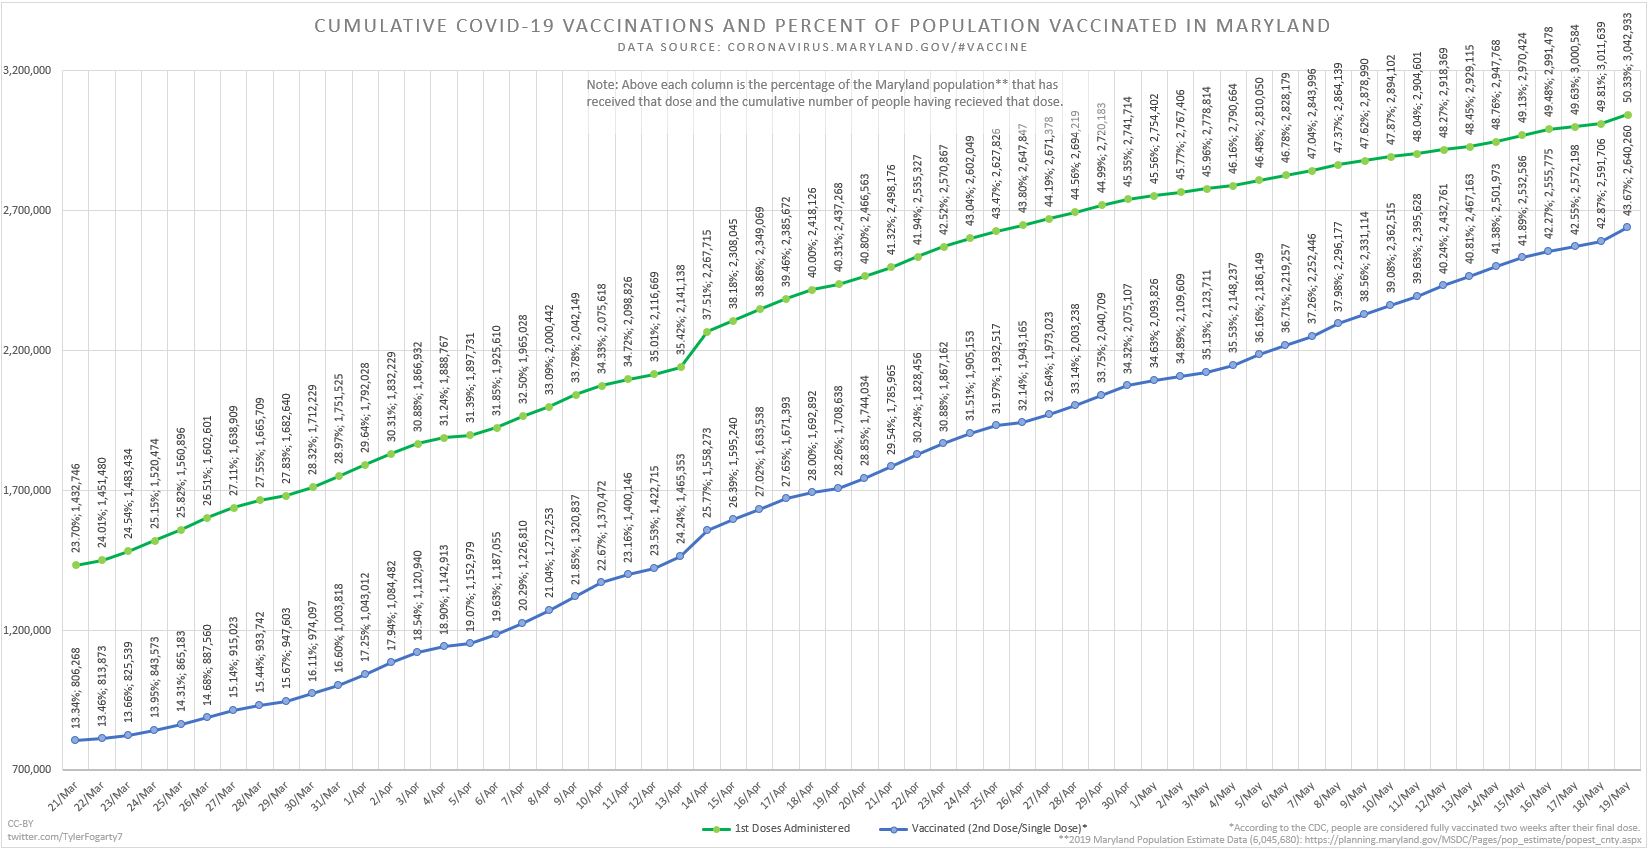 CUMULATIVE COVID-19 VACCINATIONS AND PERCENT OF POPULATION VACCINATED IN MARYLAND
DATA SOURCE: CORONAVIRUS.MARYLAND.GOV/#VACCINE
Note: Above each column is the percentage of the Maryland population** that has
received that dose and the cumulative number of people having recieved that dose.
3,200,000
2,700,000
2,200,000
1,700,000
1,200,000
700,000
23.70%; 1,432,746
24.01%; 1,451,480
24.54%; 1,483,434
25.15%; 1,520,474
25.82%; 1,560,896
26.51%; 1,602,601
27.11%; 1,638,909
27.55%; 1,665,709
27.83%; 1,682,640
28.32%; 1,712,229
28.97%; 1,751,525
29.64%; 1,792,028
30.31%; 1,832,229
30.88%; 1,866,932
31.24%; 1,888,767
31.39%; 1,897,731
31.85%; 1,925,610
32.50%; 1,965,028
33.09%; 2,000,442
33.78%; 2,042,149
34.33%; 2,075,618
34.72%; 2,098,826
35.01%; 2,116,669
35.42%; 2,141,138
37.51%; 2,267,715
38.18%; 2,308,045
38.86%; 2,349,069
39.46%; 2,385,672
40.00%; 2,418,126
40.31%; 2,437,268
40.80%; 2,466,563
41.32%; 2,498,176
41.94%; 2,535,327
42.52%; 2,570,867
43.04%; 2,602,049
43.47%; 2,627,826
43.80%; 2,647,847
44.19%; 2,671,378
44.56%; 2,694,219
44.99%; 2,720,183
45.35%; 2,741,714
45.56%; 2,754,402
45.77%; 2,767,406
45.96%; 2,778,814
46.16%; 2,790,664
46.48%; 2,810,050
46.78%; 2,828,179
47.04%; 2,843,996
47.37%; 2,864,139
47.62%; 2,878,990
47.87%; 2,894,102
48.04%; 2,904,601
48.27%; 2,918,369
48.45%; 2,929,115
48.76%; 2,947,768
49.13%; 2,970,424
49.48%; 2,991,478
49.63%; 3,000,584
49.81%; 3,011,639
50.33%; 3,042,933
13.34%; 806,268
13.46%; 813,873
13.66%; 825,539
13.95%; 843,573
14.31%; 865,183
14.68%; 887,560
15.14%; 915,023
15.44%; 933,742
15.67%; 947,603
16.11%; 974,097
16.60%; 1,003,818
17.25%; 1,043,012
17.94%; 1,084,482
18.54%; 1,120,940
18.90%; 1,142,913
19.07%; 1,152,979
19.63%; 1,187,055
20.29%; 1,226,810
21.04%; 1,272,253
21.85%; 1,320,837
22.67%; 1,370,472
23.16%; 1,400,146
23.53%; 1,422,715
24.24%; 1,465,353
25.77%; 1,558,273
26.39%; 1,595,240
27.02%; 1,633,538
27.65%; 1,671,393
28.00%; 1,692,892
28.26%; 1,708,638
28.85%; 1,744,034
29.54%; 1,785,965
30.24%; 1,828,456
30.88%; 1,867,162
31.51%; 1,905,153
31.97%; 1,932,517
32.14%; 1,943,165
32.64%; 1,973,023
33.14%; 2,003,238
33.75%; 2,040,709
34.32%; 2,075,107
34.63%; 2,093,826
34.89%; 2,109,609
35.13%; 2,123,711
35.53%; 2,148,237
36.16%; 2,186,149
36.71%; 2,219,257
37.26%; 2,252,446
37.98%; 2,296,177
38.56%; 2,331,114
39.08%; 2,362,515
39.63%; 2,395,628
40.24%; 2,432,761
40.81%; 2,467,163
41.38%; 2,501,973
41.89%; 2,532,586
42.27%; 2,555,775
42.55%; 2,572,198
42.87%; 2,591,706
43.67%; 2,640,260
21/Mar
22/Mar
23/Mar
24/Mar
25/Mar
26/Mar
27/Mar
28/Mar
29/Mar
30/Mar
31/Mar
1/Apr
2/Apr
3/Apr
4/Apr
5/Apr
6/Apr
7/Apr
8/Apr
9/Apr
10/Apr
11/Apr
12/Apr
13/Apr
14/Apr
15/Apr
16/Apr
17/Apr
18/Apr
19/Apr
20/Apr
21/Apr
22/Apr
23/Apr
24/Apr
25/Apr
26/Apr
27/Apr
28/Apr
29/Apr
30/Apr
1/May
2/May
3/May
4/May
5/May
6/May
7/May
8/May
9/May
10/May
11/May
12/May
13/May
14/May
15/May
16/May
17/May
18/May
19/May
CC-BY
twitter.com/TylerFogarty7
1st Doses Administered
Vaccinated (2nd Dose/Single Dose)*
*According to the CDC, people are considered fully vaccinated two weeks after their final dose.
**2019 Maryland Population Estimate Data (6,045,680): https://planning.maryland.gov/MSDC/Pages/pop_estimate/popest_cnty.aspx